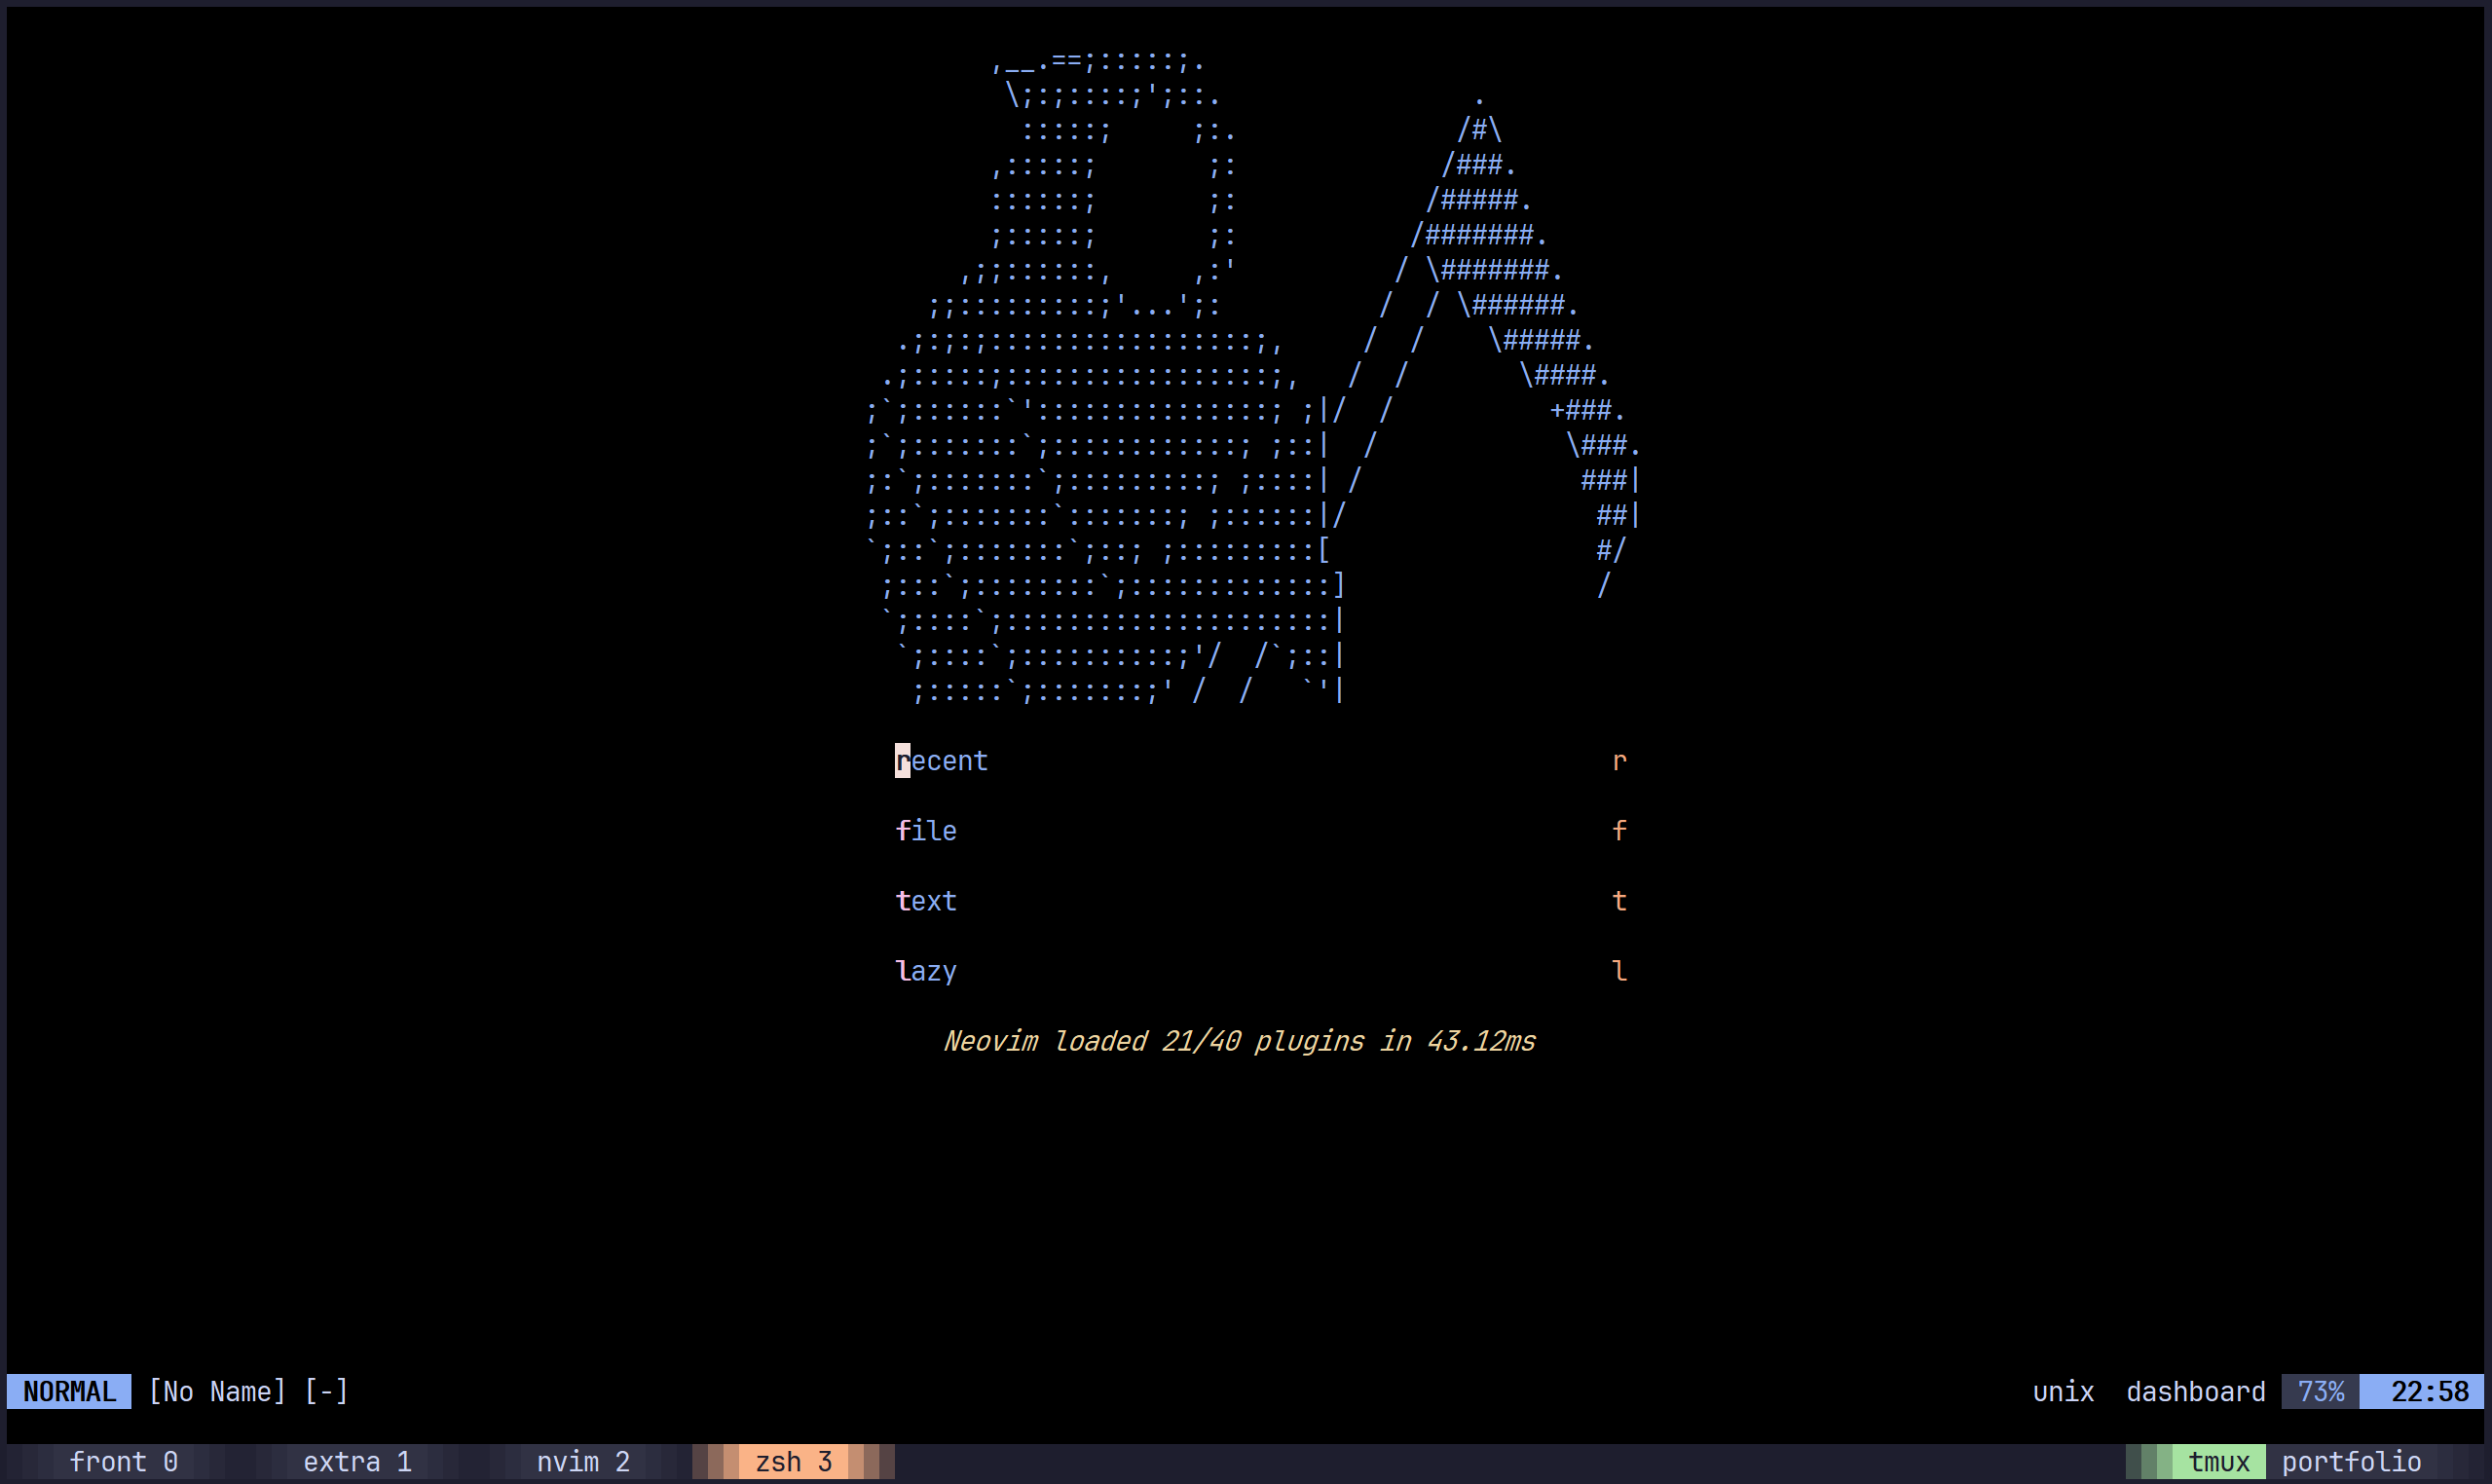 recent r
file f
text t
lazy l
Neovim loaded 21/40 plugins in 43.12ms
NORMAL [No Name] [-] unix dashboard 73% 22:58
front 0 extra 1 nvim 2 zsh 3 tmux portfolio